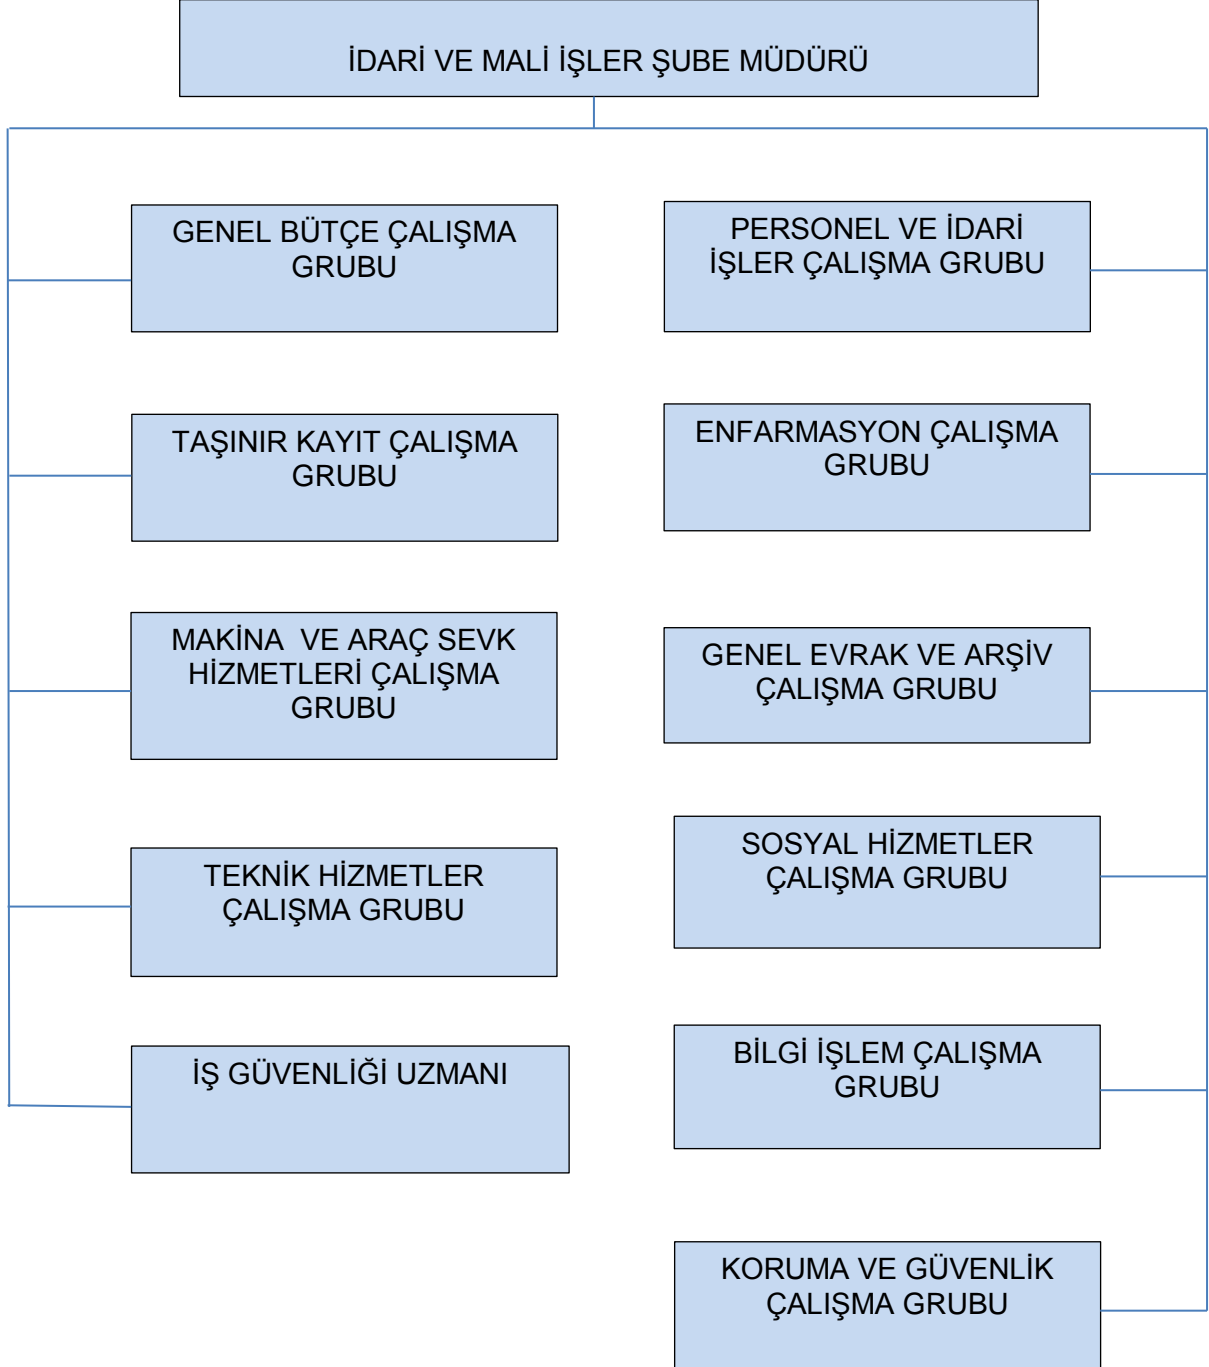 İDARİ VE MALİ İŞLER ŞUBE MÜDÜRÜ
GENEL BÜTÇE ÇALIŞMA
GRUBU
PERSONEL VE İDARİ
İŞLER ÇALIŞMA GRUBU
TAŞINIR KAYIT ÇALIŞMA
GRUBU
ENFARMASYON ÇALIŞMA
GRUBU
MAKİNA  VE ARAÇ SEVK
HİZMETLERİ ÇALIŞMA
GRUBU
GENEL EVRAK VE ARŞİV
ÇALIŞMA GRUBU
TEKNİK HİZMETLER
ÇALIŞMA GRUBU
SOSYAL HİZMETLER
ÇALIŞMA GRUBU
İŞ GÜVENLİĞİ UZMANI
BİLGİ İŞLEM ÇALIŞMA
GRUBU
KORUMA VE GÜVENLİK
ÇALIŞMA GRUBU